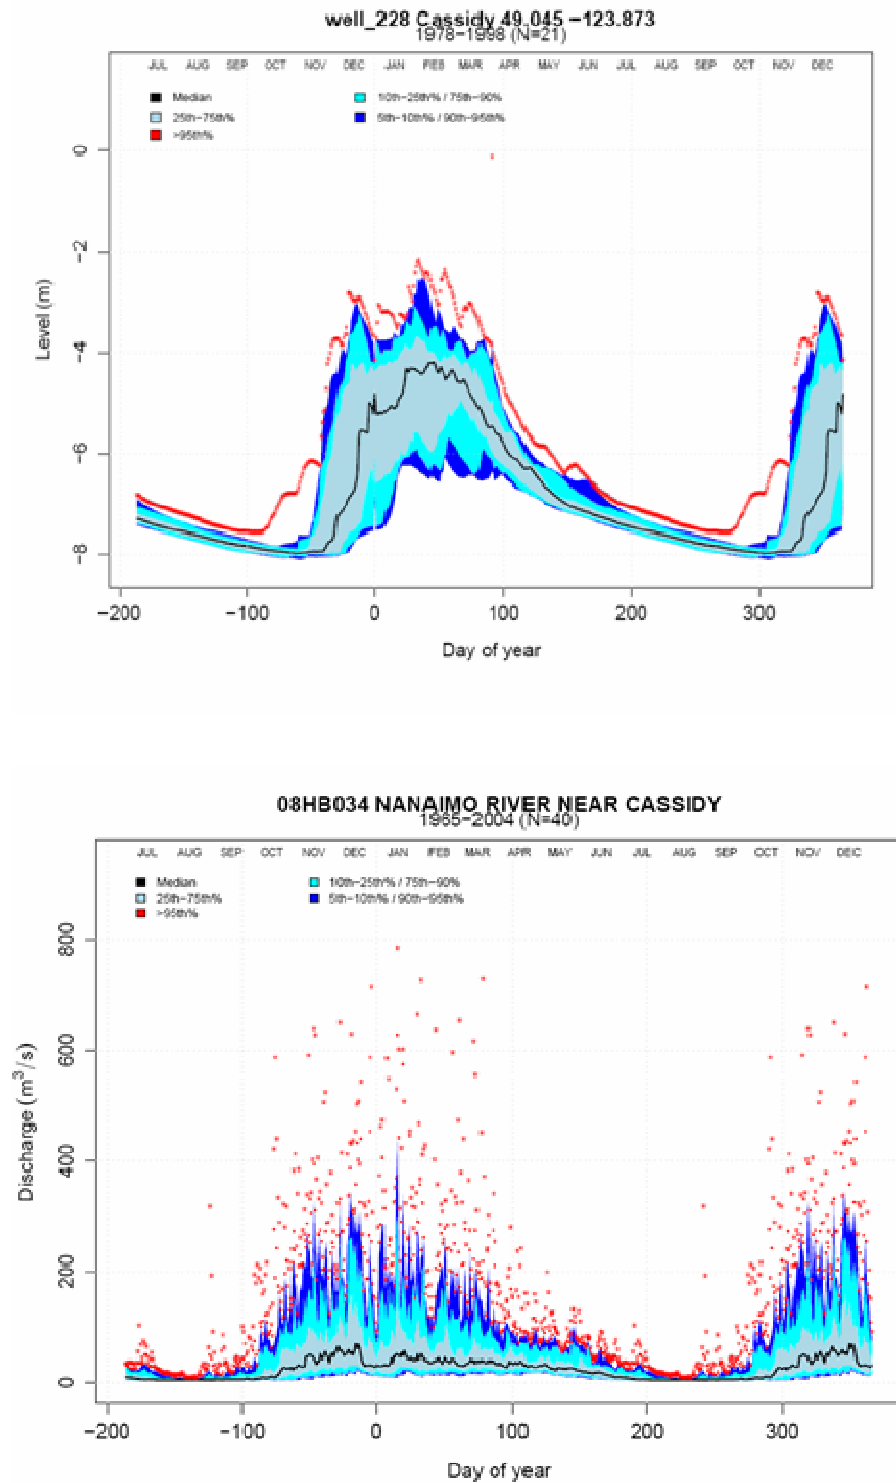 well_228 Cassidy 49.045 −123.873
1978−1998 (N=21)
JUL AUG SEP OCT NOV DEC JAN FEB MAR APR MAY JUN JUL AUG SEP OCT NOV DEC
Median 10th−25th% / 75th−90%
25th−75th% 5th−10th% / 90th−95th%
>95th%
0
−2
−4
−6
−8
Level (m)
−200 −100 0 100 200 300
Day of year
08HB034 NANAIMO RIVER NEAR CASSIDY
1965−2004 (N=40)
JUL AUG SEP OCT NOV DEC JAN FEB MAR APR MAY JUN JUL AUG SEP OCT NOV DEC
Median 10th−25th% / 75th−90%
25th−75th% 5th−10th% / 90th−95th%
>95th%
800
600
400
200
0
Discharge (m³/s)
−200 −100 0 100 200 300
Day of year